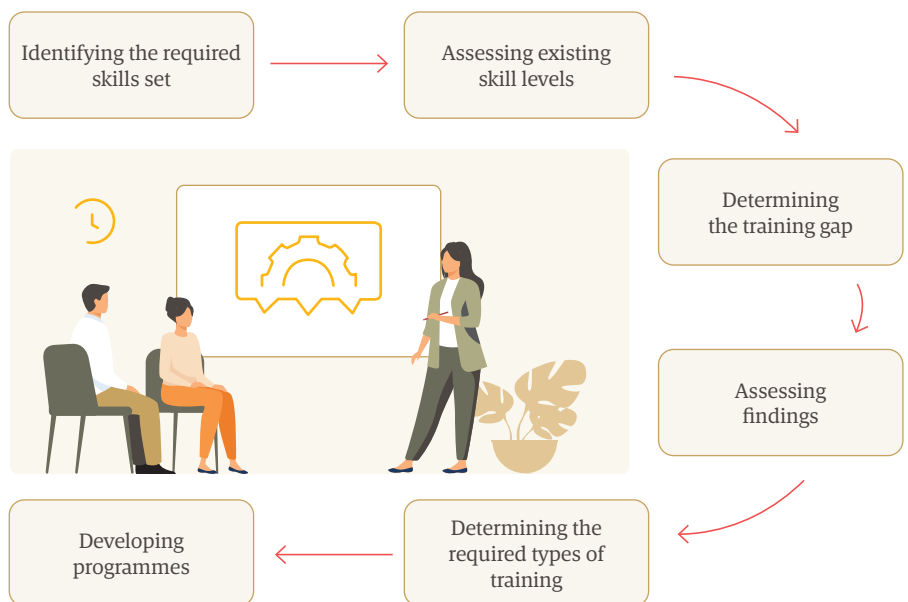 Identifying the required
skills set
Assessing existing
skill levels
Determining
the training gap
Assessing
findings
Determining the
required types of
training
Developing
programmes